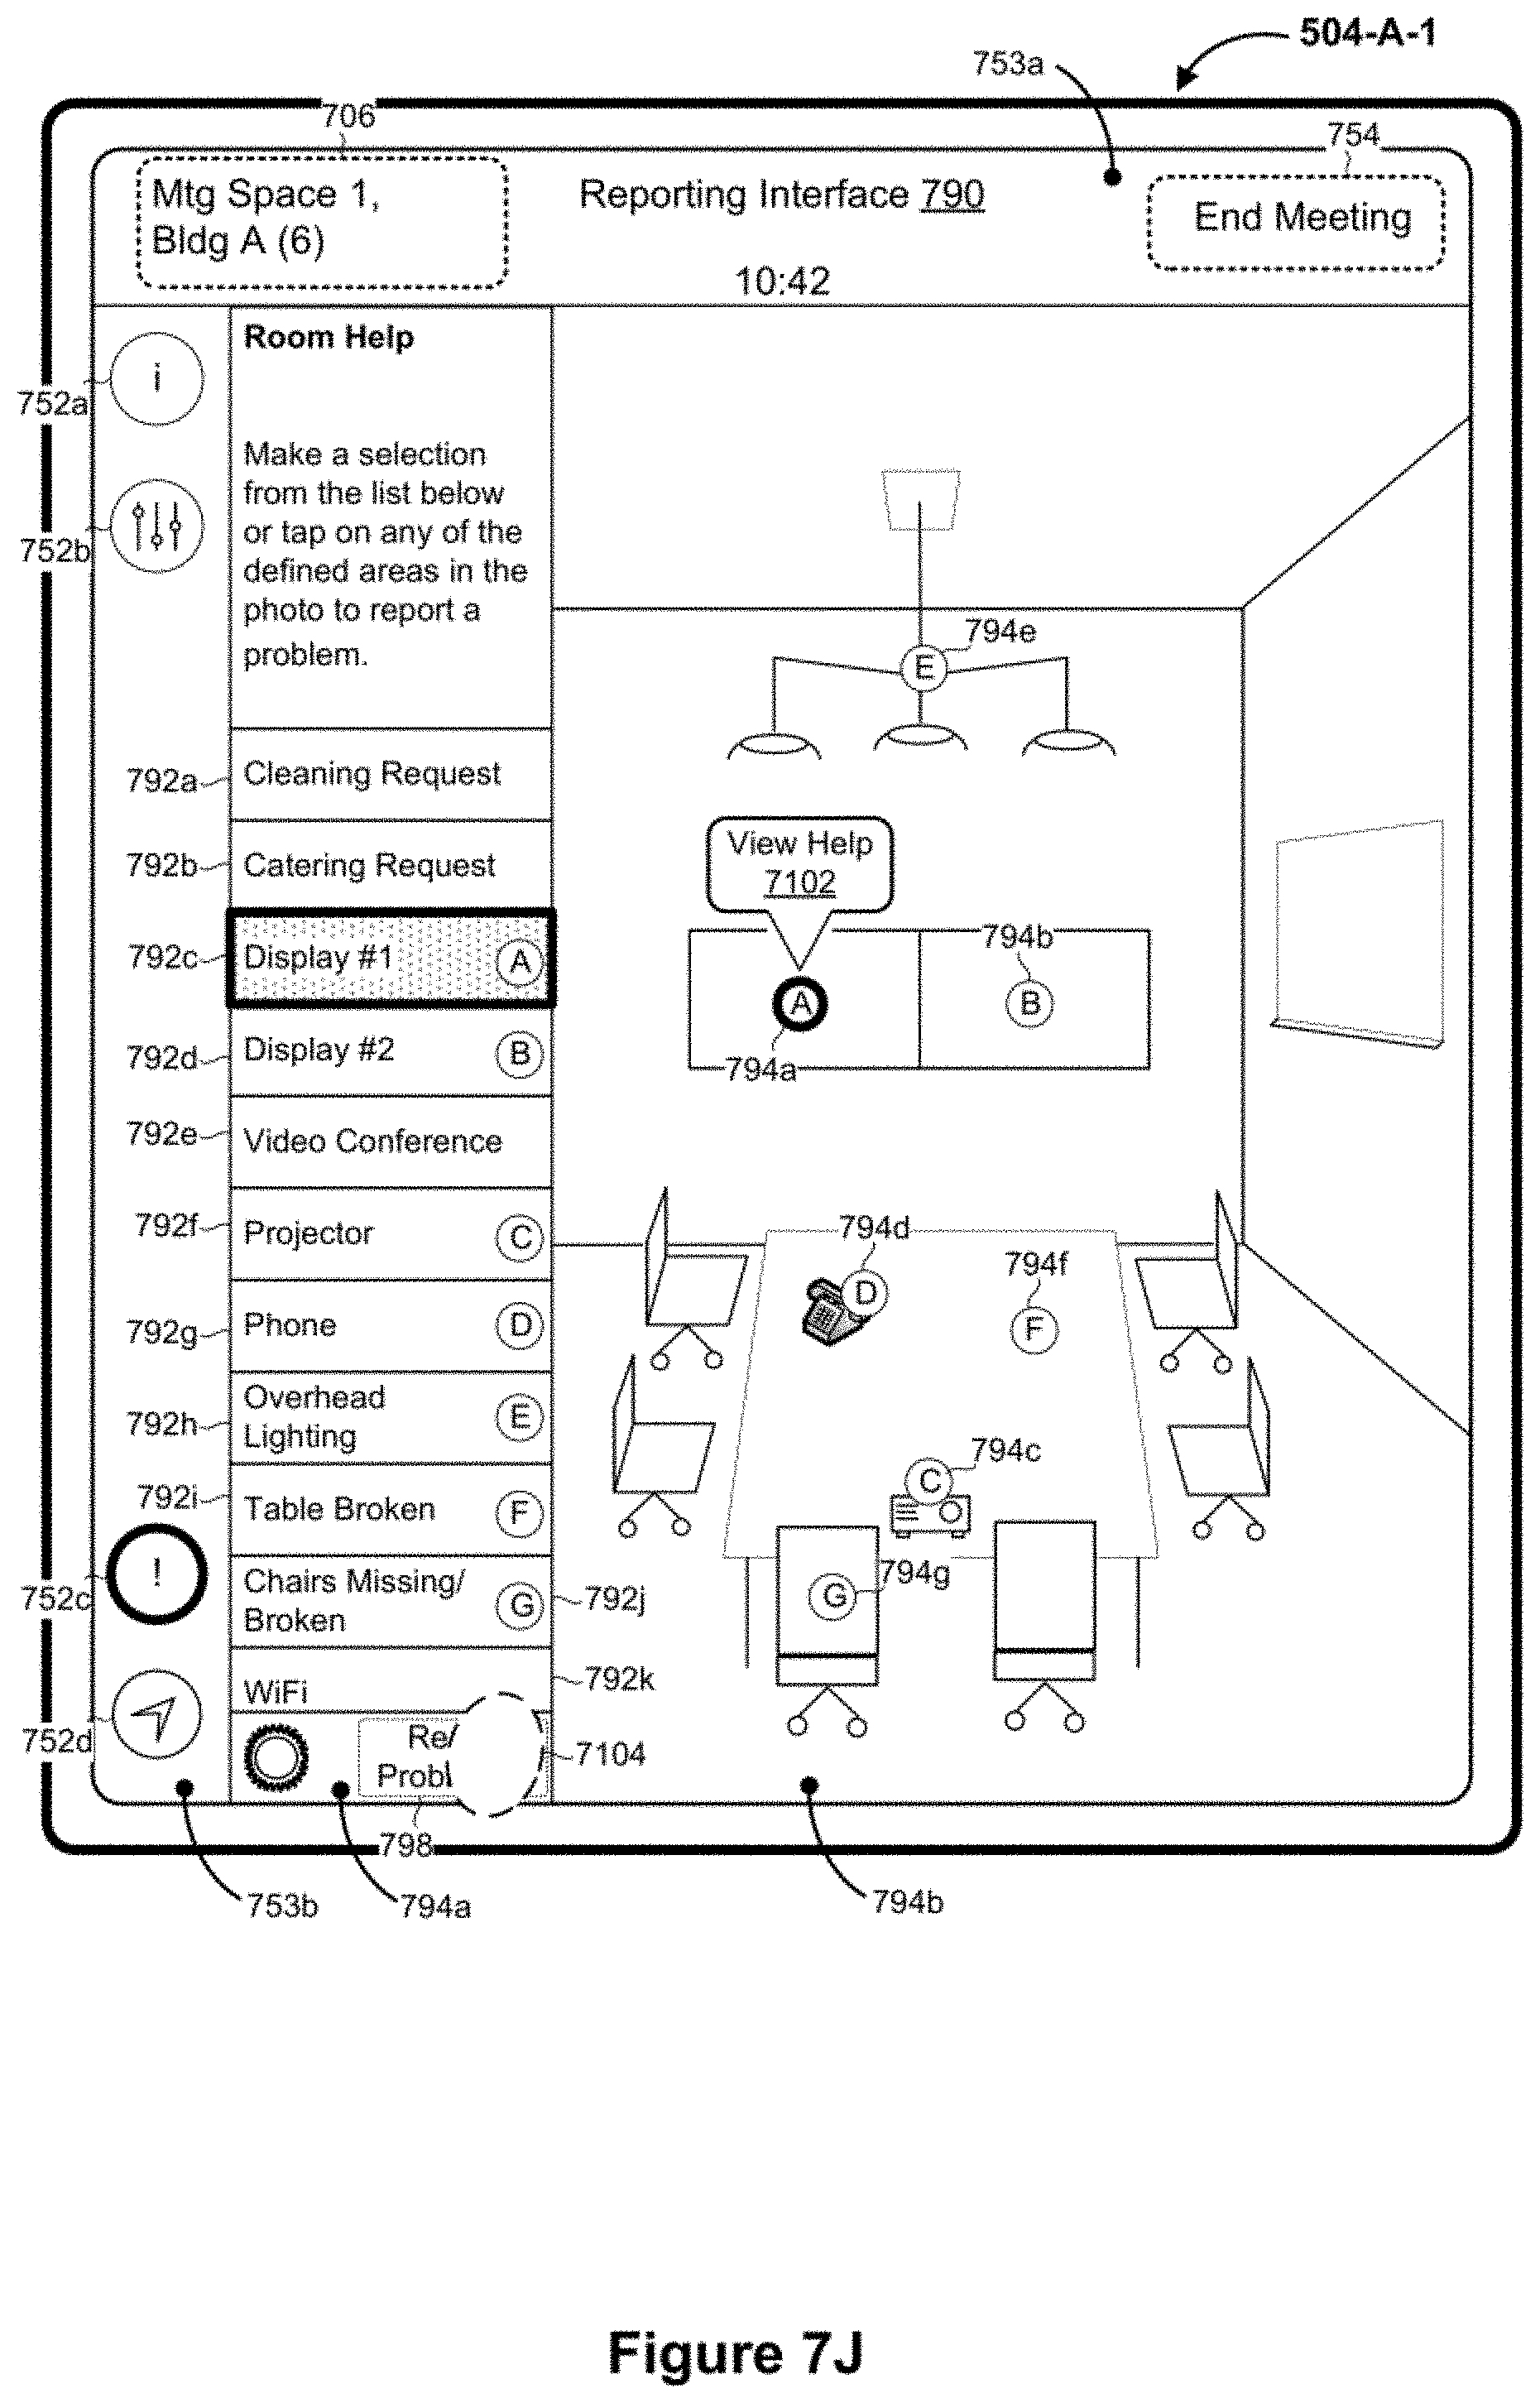 504-A-1
753a
706
754
Mtg Space 1,
Bldg A (6)
Reporting Interface 790
End Meeting
10:42
Room Help
i
752a
Make a selection
from the list below
or tap on any of the
defined areas in the
photo to report a
problem.
752b
794e
E
792a
Cleaning Request
View Help
7102
792b
Catering Request
792c
Display #1
A
794b
A
B
794a
792d
Display #2
B
792e
Video Conference
792f
Projector
C
794d
794f
D
F
792g
Phone
D
792h
Overhead
Lighting
E
794c
C
792i
Table Broken
F
752c
!
Chairs Missing/
Broken
G
792j
794g
G
792k
WiFi
752d
Re
Probl
7104
798
753b
794a
794b
Figure 7J